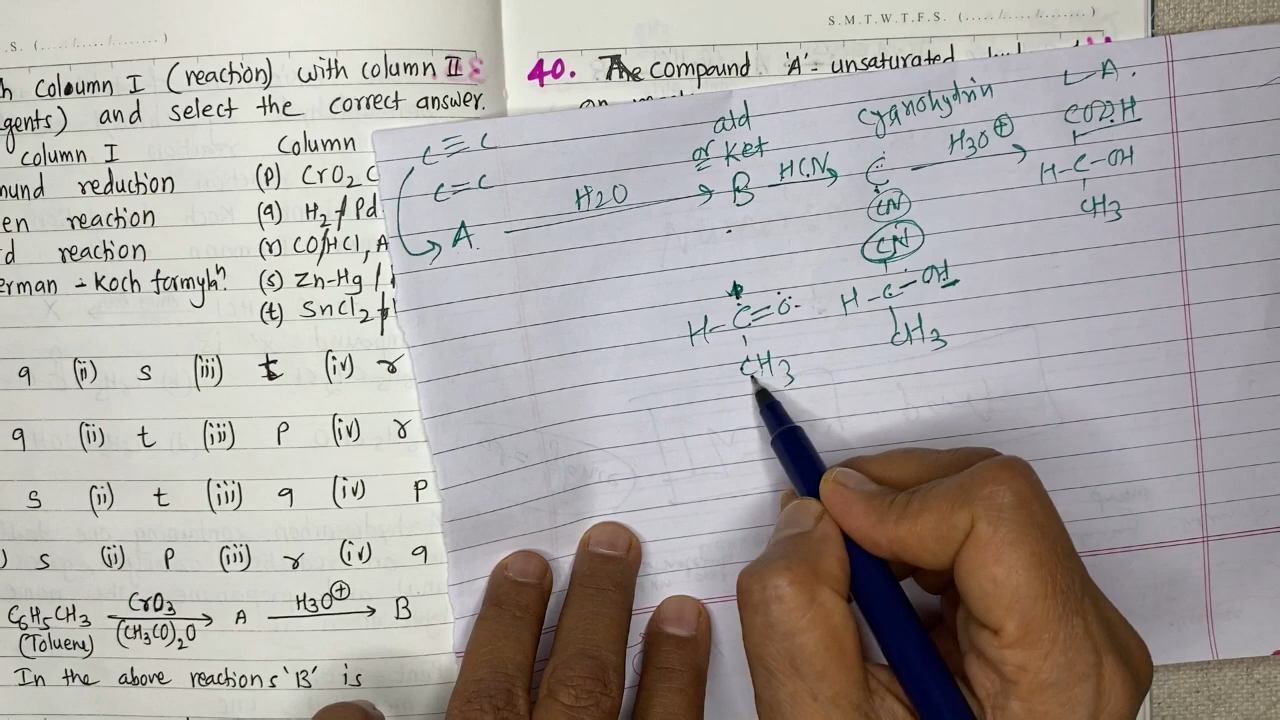 S. (..../...../........)
h Coloumn I (reaction) with column II
gents) and select the correct answer.
column I Column
mund reduction (p) CrO2 C
en reaction (q) H2/Pd
d reaction (r) CO/HCl, A
erman - Koch formylⁿ? (s) Zn-Hg /
(t) SnCl2 /
q (ii) s (iii) t (iv) r
q (ii) t (iii) p (iv) r
s (ii) t (iii) q (iv) p
) s (ii) p (iii) r (iv) q
C6H5CH3 CrO3 A H3O⊕ B
(Toluene) (CH3CO)2O
In the above reactions 'B' is
S.M.T.W.T.F.S. (..../...../........)
40. The compound 'A' - unsaturated
C≡C
C=C
A. H2O B HCN C H3O⊕
ald
or ket
cyanohydrin
CN
CN
H-C-OH
CH3
H-C=O
CH3
L-A.
CO2H
H-C-OH
CH3